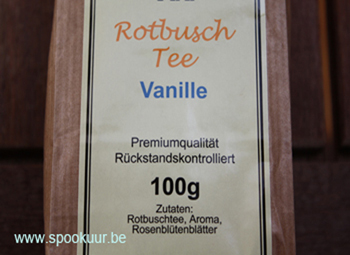 Rotbusch
Tee
Vanille
Premiumqualität
Rückstandskontrolliert
100g
Zutaten:
Rotbuschtee, Aroma,
Rosenblütenblätter
www.spookuur.be